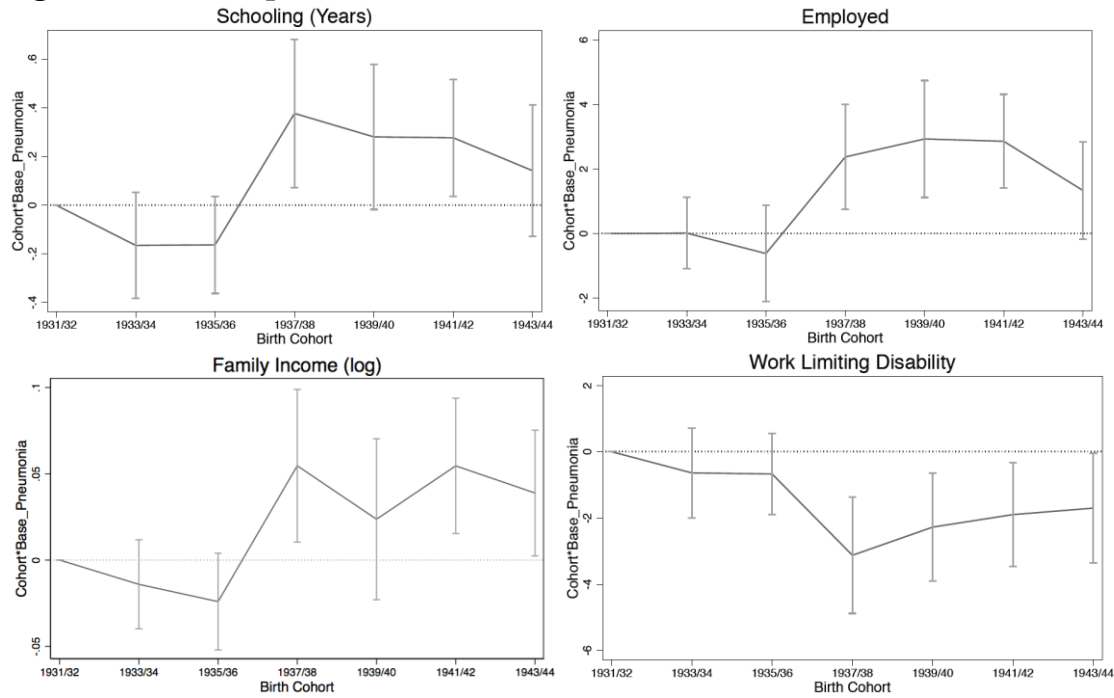 Schooling (Years)
Cohort*Base_Pneumonia
.6
.4
.2
0
-.2
-.4
1931/32 1933/34 1935/36 1937/38 1939/40 1941/42 1943/44
Birth Cohort
Employed
Cohort*Base_Pneumonia
6
4
2
0
-2
1931/32 1933/34 1935/36 1937/38 1939/40 1941/42 1943/44
Birth Cohort
Family Income (log)
Cohort*Base_Pneumonia
.1
.05
0
-.05
1931/32 1933/34 1935/36 1937/38 1939/40 1941/42 1943/44
Birth Cohort
Work Limiting Disability
Cohort*Base_Pneumonia
2
0
-2
-4
-6
1931/32 1933/34 1935/36 1937/38 1939/40 1941/42 1943/44
Birth Cohort